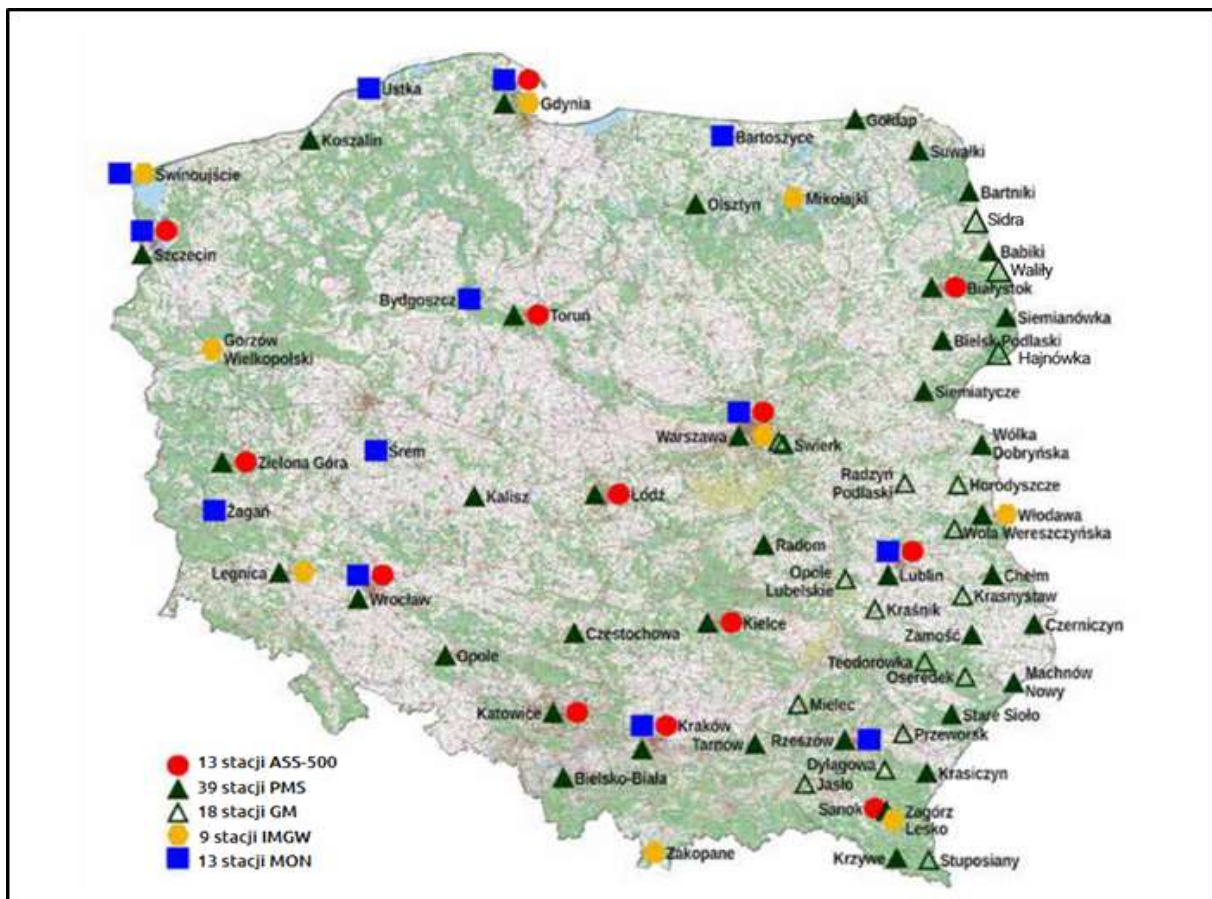 Ustka
Gdynia
Koszalin
Bartoszyce
Gołdap
Suwałki
Świnoujście
Olsztyn
Mikołajki
Bartniki
Sidra
Szczecin
Babiki
Waliły
Białystok
Bydgoszcz
Toruń
Siemianówka
Gorzów
Wielkopolski
Bielsk Podlaski
Hajnówka
Siemiatycze
Warszawa
Świerk
Wólka
Dobryńska
Śrem
Zielona Góra
Radzyń
Podlaski
Horodyszcze
Kalisz
Łódź
Żagań
Włodawa
Wola Wereszczyńska
Radom
Legnica
Wrocław
Opole
Lubelskie
Lublin
Chełm
Krasnystaw
Kraśnik
Częstochowa
Kielce
Zamość
Czerniczyn
Opole
Teodorówka
Oseredek
Machnów
Nowy
Mielec
Katowice
Kraków
Stare Sioło
Tarnów
Rzeszów
Przeworsk
Bielsko-Biała
Dylągowa
Jasło
Krasiczyn
Sanok
Zagórz
Lesko
Zakopane
Krzywe
Stuposiany
13 stacji ASS-500
39 stacji PMS
18 stacji GM
9 stacji IMGW
13 stacji MON